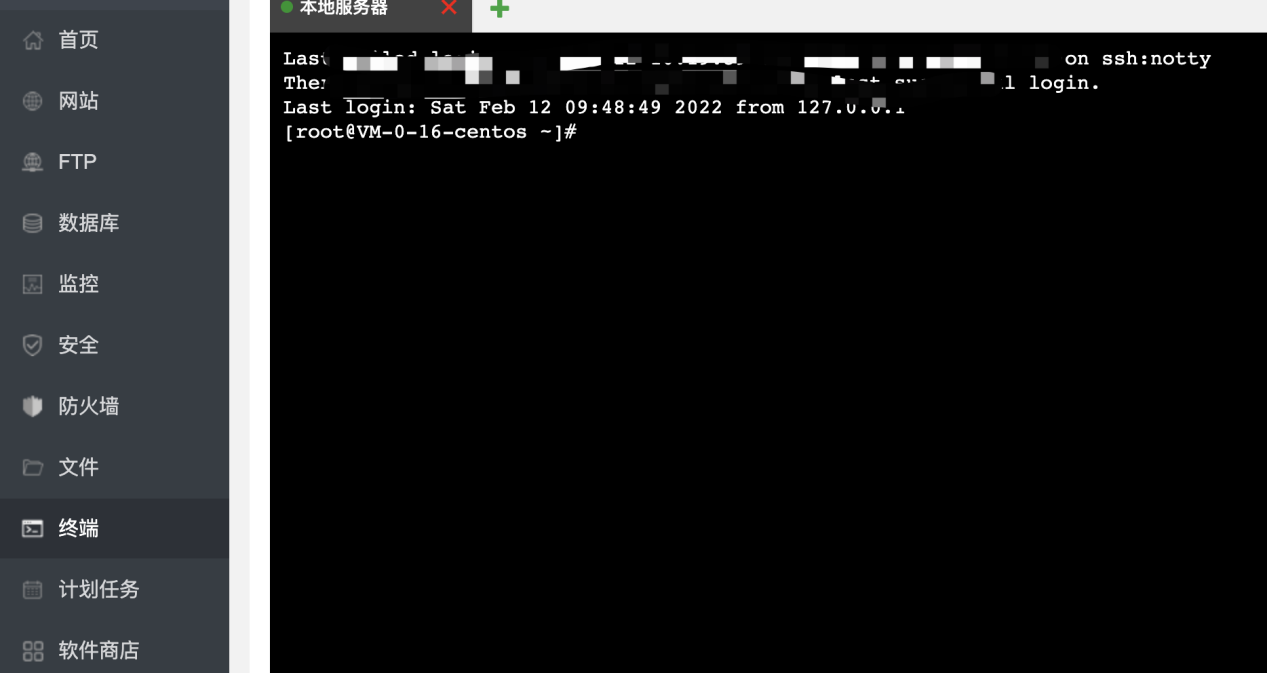 首页
网站
FTP
数据库
监控
安全
防火墙
文件
终端
计划任务
软件商店
本地服务器
on ssh:notty
login.
Last login: Sat Feb 12 09:48:49 2022 from 127.0.0.1
[root@VM-0-16-centos ~]#